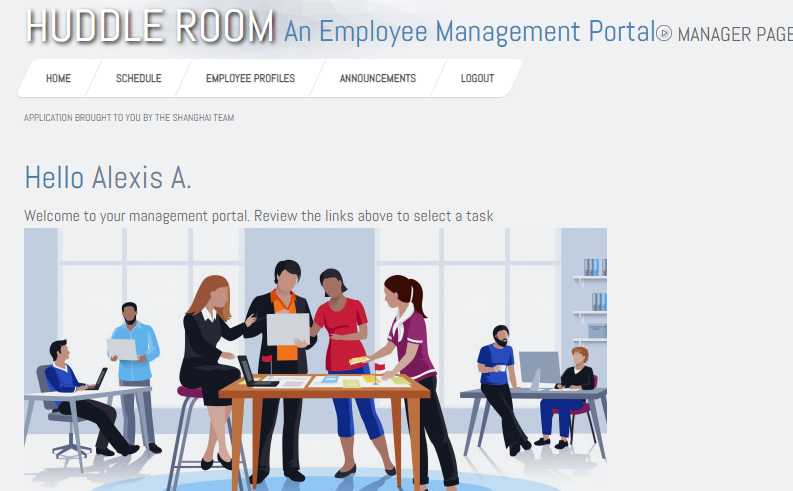 HUDDLE ROOM An Employee Management Portal MANAGER PAGE
HOME SCHEDULE EMPLOYEE PROFILES ANNOUNCEMENTS LOGOUT
APPLICATION BROUGHT TO YOU BY THE SHANGHAI TEAM
Hello Alexis A.
Welcome to your management portal. Review the links above to select a task